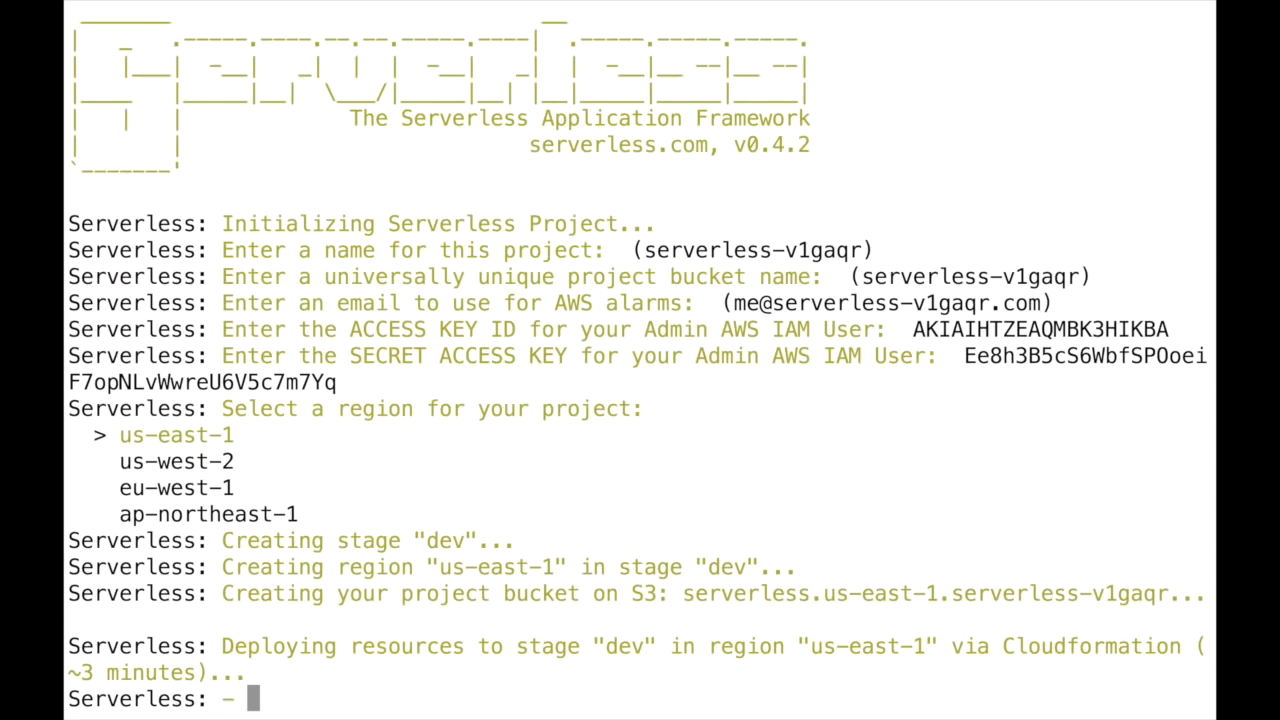 Serverless
The Serverless Application Framework
serverless.com, v0.4.2
Serverless: Initializing Serverless Project...
Serverless: Enter a name for this project:  (serverless-v1gaqr)
Serverless: Enter a universally unique project bucket name:  (serverless-v1gaqr)
Serverless: Enter an email to use for AWS alarms:  (me@serverless-v1gaqr.com)
Serverless: Enter the ACCESS KEY ID for your Admin AWS IAM User:  AKIAIHTZEAQMBK3HIKBA
Serverless: Enter the SECRET ACCESS KEY for your Admin AWS IAM User:  Ee8h3B5cS6WbfSPOoei
F7opNLvWwreU6V5c7m7Yq
Serverless: Select a region for your project:
> us-east-1
us-west-2
eu-west-1
ap-northeast-1
Serverless: Creating stage "dev"...
Serverless: Creating region "us-east-1" in stage "dev"...
Serverless: Creating your project bucket on S3: serverless.us-east-1.serverless-v1gaqr...
Serverless: Deploying resources to stage "dev" in region "us-east-1" via Cloudformation (
~3 minutes)...
Serverless: -